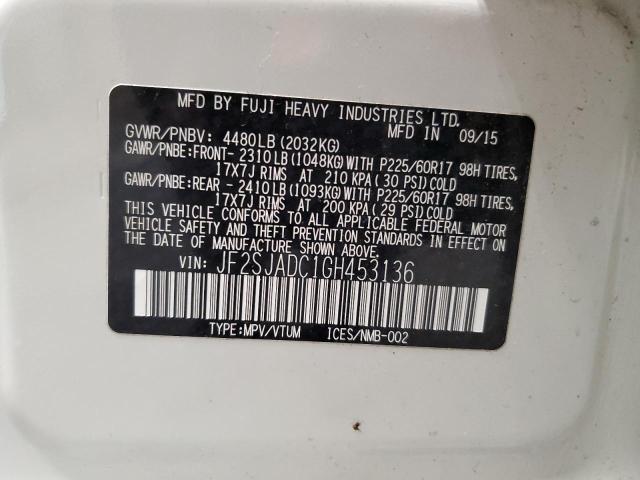 MFD BY FUJI HEAVY INDUSTRIES LTD.
MFD IN 09/15
GVWR/PNBV: 4480LB (2032KG)
GAWR/PNBE: FRONT- 2310LB (1048KG) WITH P225/60R17 98H TIRES,
17X7J RIMS AT 210 KPA (30 PSI) COLD
GAWR/PNBE: REAR - 2410LB (1093KG) WITH P225/60R17 98H TIRES,
17X7J RIMS AT 200 KPA (29 PSI) COLD
THIS VEHICLE CONFORMS TO ALL APPLICABLE FEDERAL MOTOR
VEHICLE SAFETY AND THEFT PREVENTION STANDARDS IN EFFECT ON
THE DATE OF MANUFACTURE SHOWN ABOVE.
VIN: JF2SJADC1GH453136
TYPE:MPV/VTUM ICES/NMB-002